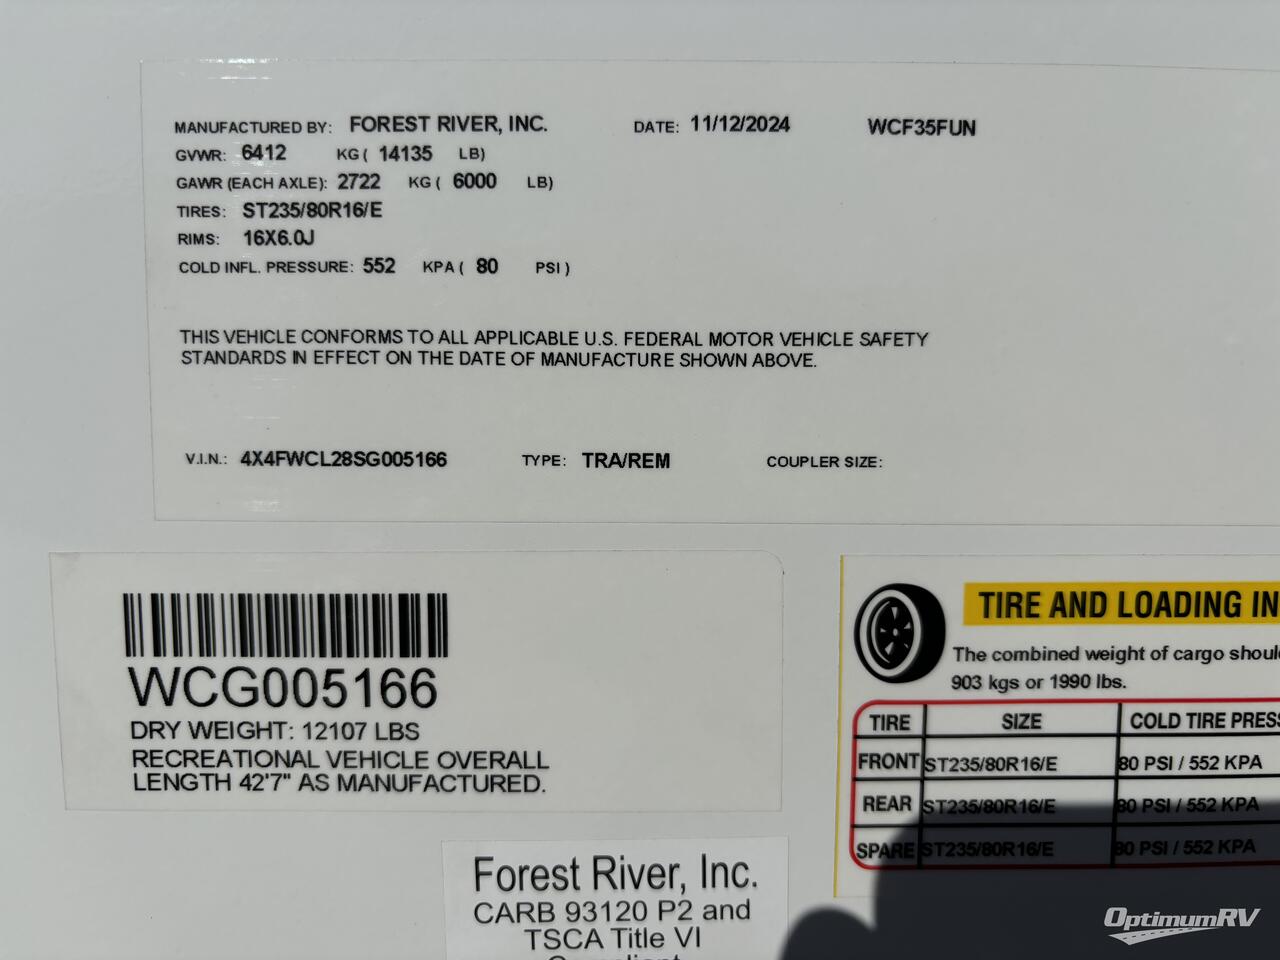 MANUFACTURED BY: FOREST RIVER, INC. DATE: 11/12/2024 WCF35FUN
GVWR: 6412 KG ( 14135 LB)
GAWR (EACH AXLE): 2722 KG ( 6000 LB)
TIRES: ST235/80R16/E
RIMS: 16X6.0J
COLD INFL. PRESSURE: 552 KPA ( 80 PSI )
THIS VEHICLE CONFORMS TO ALL APPLICABLE U.S. FEDERAL MOTOR VEHICLE SAFETY
STANDARDS IN EFFECT ON THE DATE OF MANUFACTURE SHOWN ABOVE.
V.I.N.: 4X4FWCL28SG005166 TYPE: TRA/REM COUPLER SIZE:
WCG005166
DRY WEIGHT: 12107 LBS
RECREATIONAL VEHICLE OVERALL
LENGTH 42'7" AS MANUFACTURED.
TIRE AND LOADING IN
The combined weight of cargo shoul
903 kgs or 1990 lbs.
TIRE SIZE COLD TIRE PRESS
FRONT ST235/80R16/E 80 PSI / 552 KPA
REAR ST235/80R16/E 80 PSI / 552 KPA
SPARE ST235/80R16/E 80 PSI / 552 KPA
Forest River, Inc.
CARB 93120 P2 and
TSCA Title VI
OptimumRV